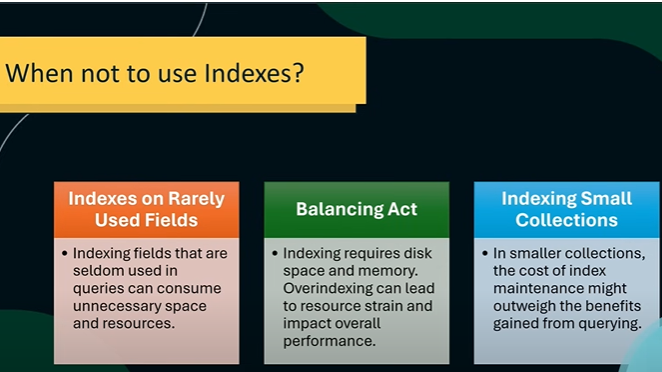 When not to use Indexes?
Indexes on Rarely
Used Fields
• Indexing fields that are
seldom used in
queries can consume
unnecessary space
and resources.
Balancing Act
• Indexing requires disk
space and memory.
Overindexing can lead
to resource strain and
impact overall
performance.
Indexing Small
Collections
• In smaller collections,
the cost of index
maintenance might
outweigh the benefits
gained from querying.